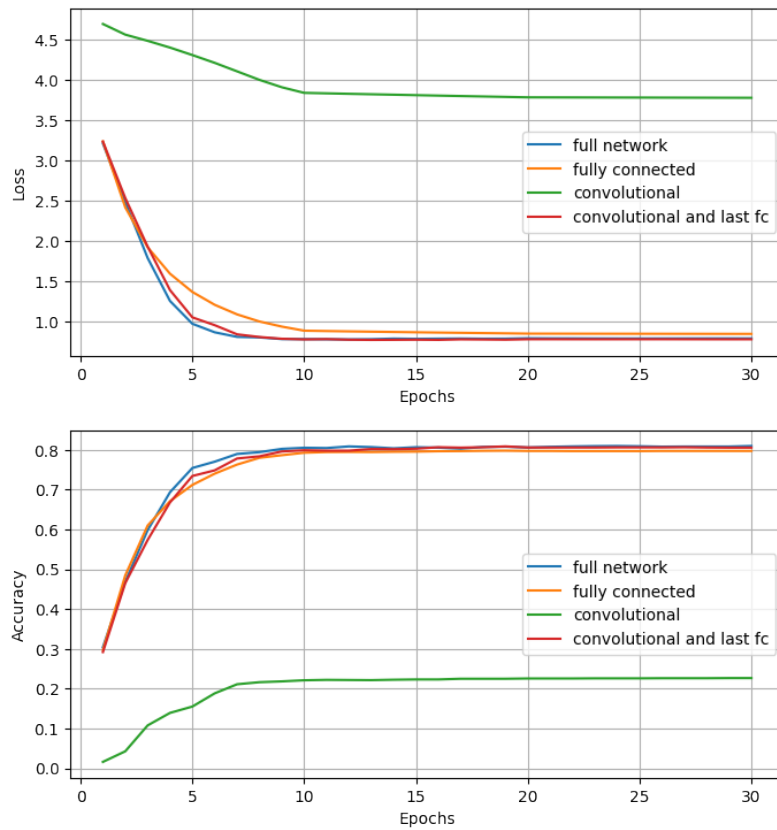 4.5
4.0
3.5
3.0
2.5
2.0
1.5
1.0
Loss
full network
fully connected
convolutional
convolutional and last fc
0 5 10 15 20 25 30
Epochs
0.8
0.7
0.6
0.5
0.4
0.3
0.2
0.1
0.0
Accuracy
full network
fully connected
convolutional
convolutional and last fc
0 5 10 15 20 25 30
Epochs